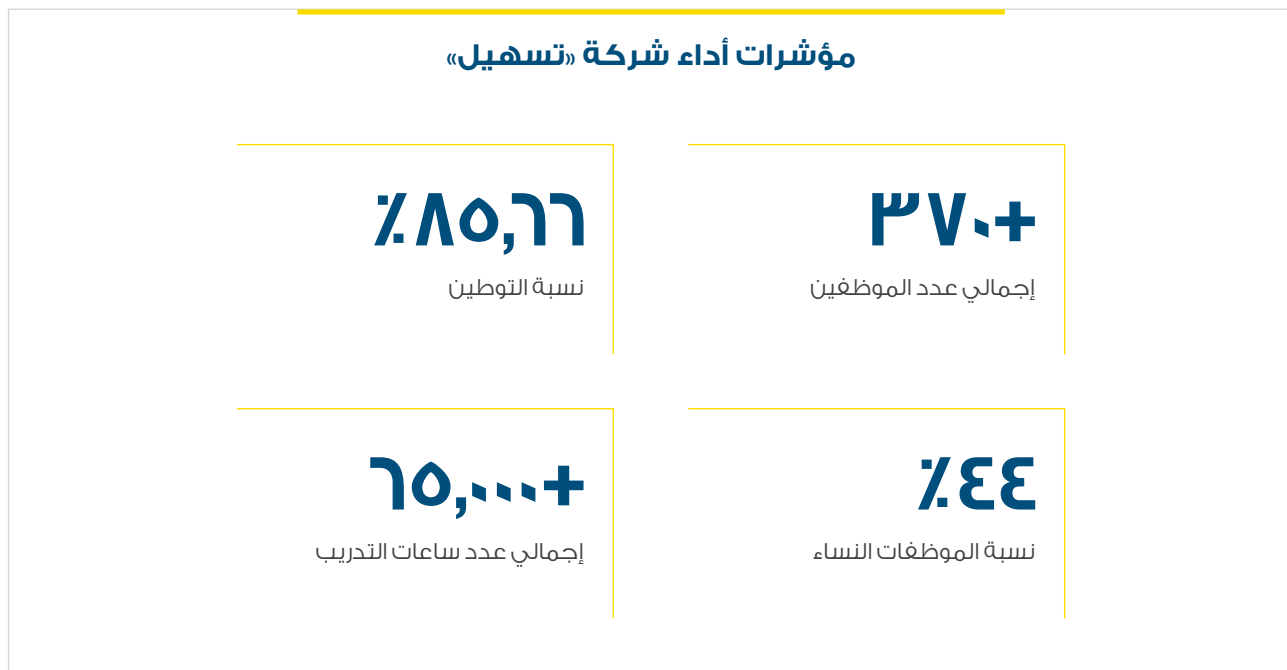 مؤشرات أداء شركة «تسهيل»
٣٧٠+
إجمالي عدد الموظفين
٪٨٥,٦٦
نسبة التوطين
٪٤٤
نسبة الموظفات النساء
٦٥,٠٠٠+
إجمالي عدد ساعات التدريب